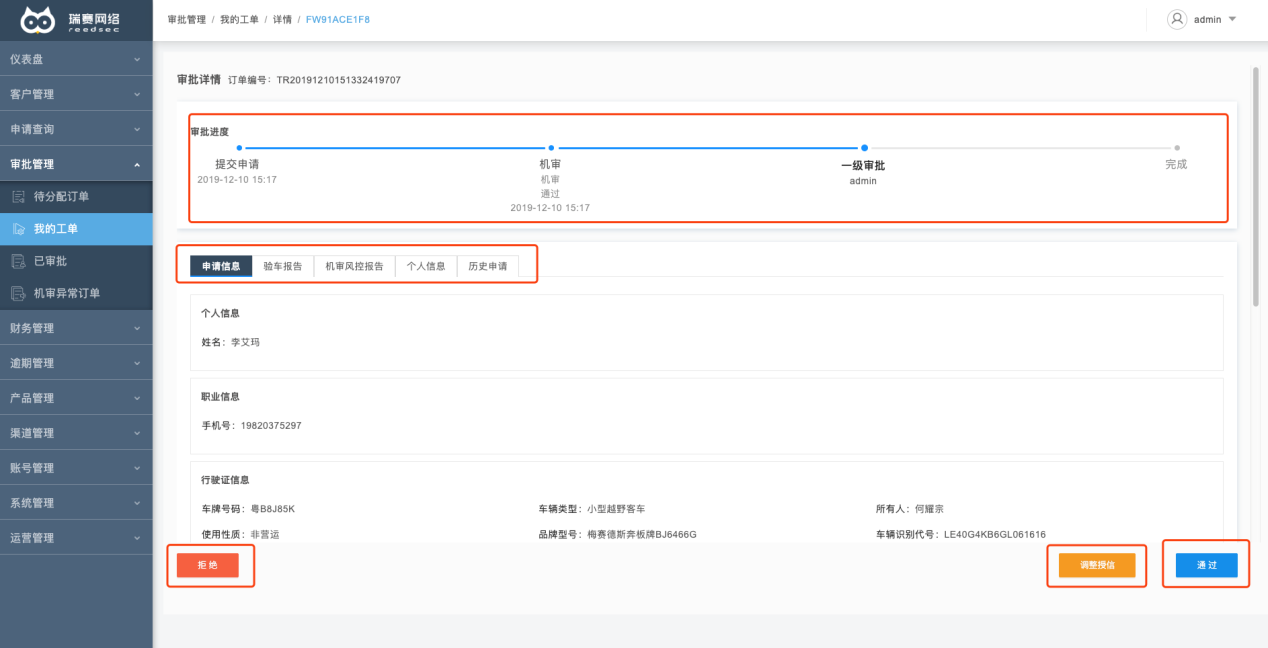 瑞赛网络
reedsec
审批管理 / 我的工单 / 详情 / FW91ACE1F8
admin
仪表盘
客户管理
申请查询
审批管理
待分配订单
我的工单
已审批
机审异常订单
财务管理
逾期管理
产品管理
渠道管理
账号管理
系统管理
运营管理
审批详情 订单编号：TR20191210151332419707
审批进度
提交申请
2019-12-10 15:17
机审
机审
通过
2019-12-10 15:17
一级审批
admin
完成
申请信息 验车报告 机审风控报告 个人信息 历史申请
个人信息
姓名：李艾玛
职业信息
手机号：19820375297
行驶证信息
车牌号码：粤B8J85K 车辆类型：小型越野客车 所有人：何耀宗
使用性质：非营运 品牌型号：梅赛德斯奔板牌BJ6466G 车辆识别代号：LE40G4KB6GL061616
拒 绝 调整授信 通 过